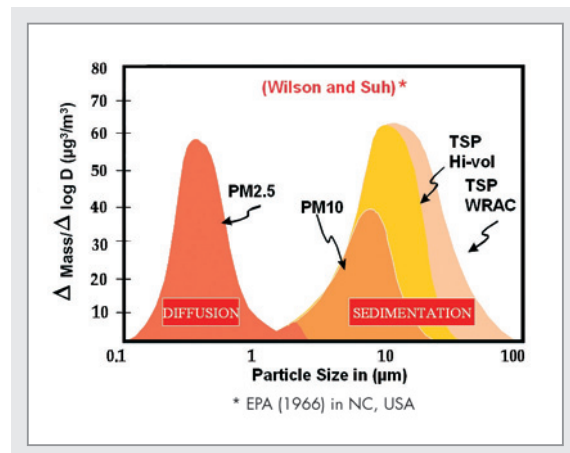 80
70
60
50
40
30
20
10
Δ Mass/Δ log D (μg³/m³)
(Wilson and Suh)*
PM2.5
PM10
TSP
Hi-vol
TSP
WRAC
DIFFUSION
SEDIMENTATION
0.1 1 10 100
Particle Size in (μm)
* EPA (1966) in NC, USA